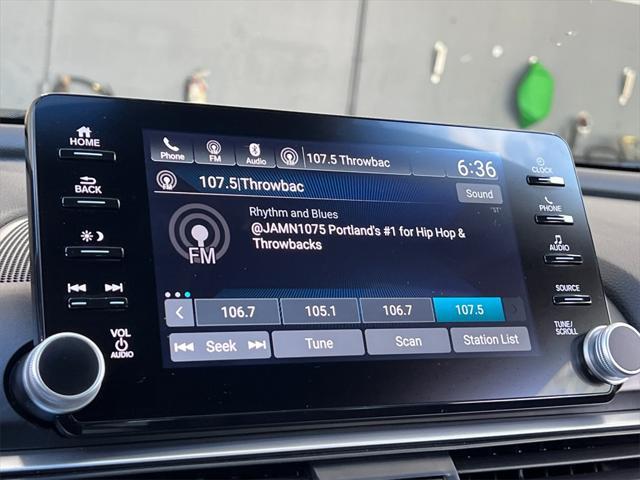 HOME
BACK
VOL
AUDIO
Phone
FM
Audio
107.5 Throwbac
6:36
107.5|Throwbac
Sound
FM
Rhythm and Blues
@JAMN1075 Portland's #1 for Hip Hop &
Throwbacks
106.7
105.1
106.7
107.5
Seek
Tune
Scan
Station List
CLOCK
PHONE
AUDIO
SOURCE
TUNE/
SCROLL